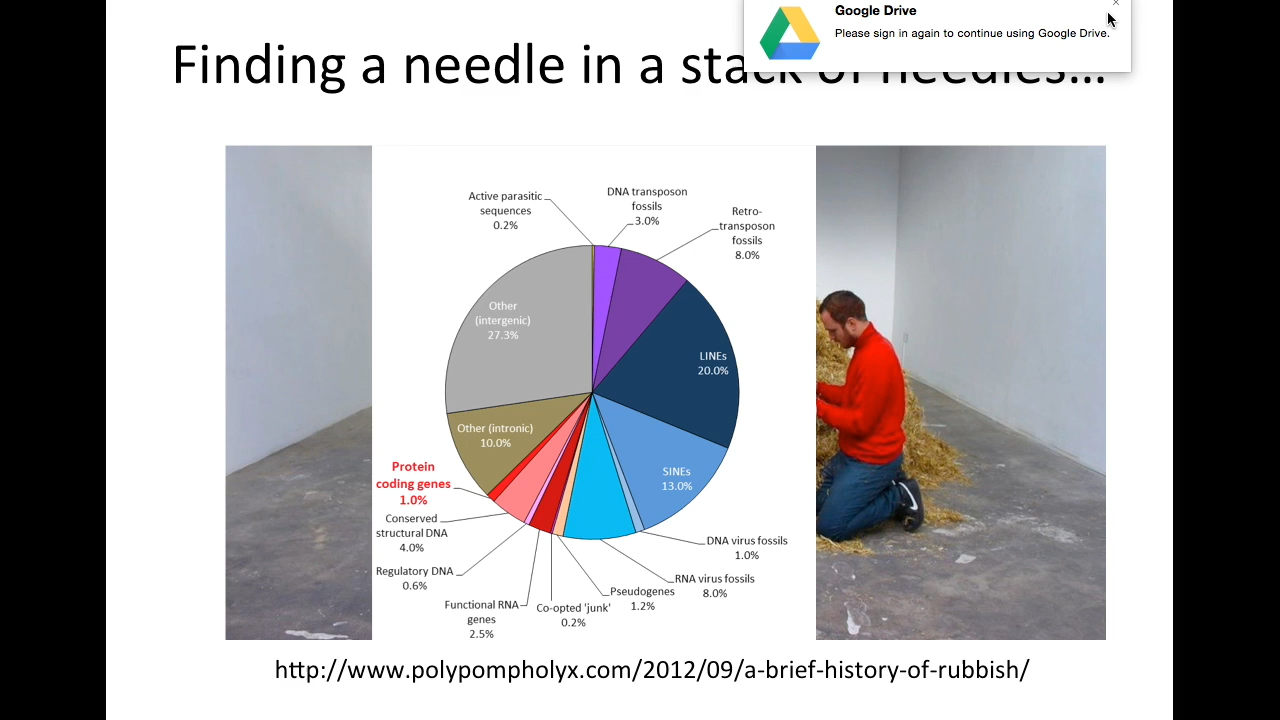 Google Drive
Please sign in again to continue using Google Drive.
Finding a needle in a stack of needles...
Active parasitic
sequences
0.2%
DNA transposon
fossils
3.0%
Retro-
transposon
fossils
8.0%
Other
(intergenic)
27.3%
LINEs
20.0%
Other (intronic)
10.0%
SINEs
13.0%
Protein
coding genes
1.0%
Conserved
structural DNA
4.0%
Regulatory DNA
0.6%
Functional RNA
genes
2.5%
Co-opted 'junk'
0.2%
Pseudogenes
1.2%
RNA virus fossils
8.0%
DNA virus fossils
1.0%
http://www.polypompholyx.com/2012/09/a-brief-history-of-rubbish/